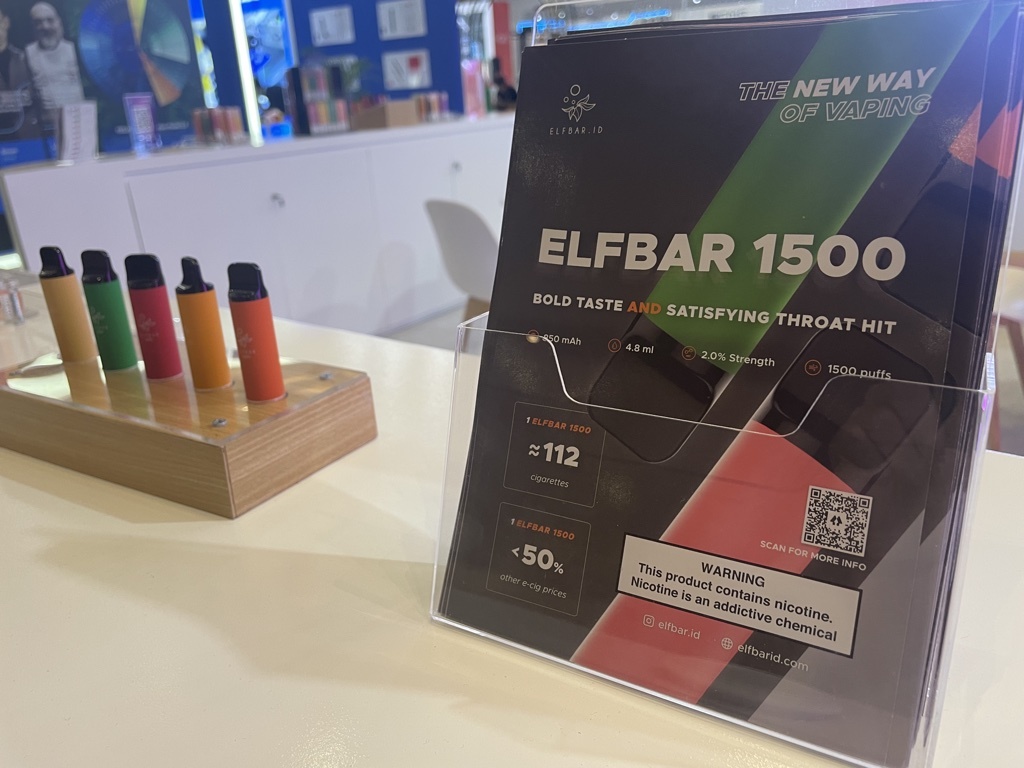 ELFBAR.ID
THE NEW WAY
OF VAPING
ELFBAR 1500
BOLD TASTE AND SATISFYING THROAT HIT
850 mAh
4.8 ml
2.0% Strength
1500 puffs
1 ELFBAR 1500
≈112
cigarettes
1 ELFBAR 1500
<50%
other e-cig prices
SCAN FOR MORE INFO
WARNING
This product contains nicotine.
Nicotine is an addictive chemical
elfbar.id
elfbarid.com